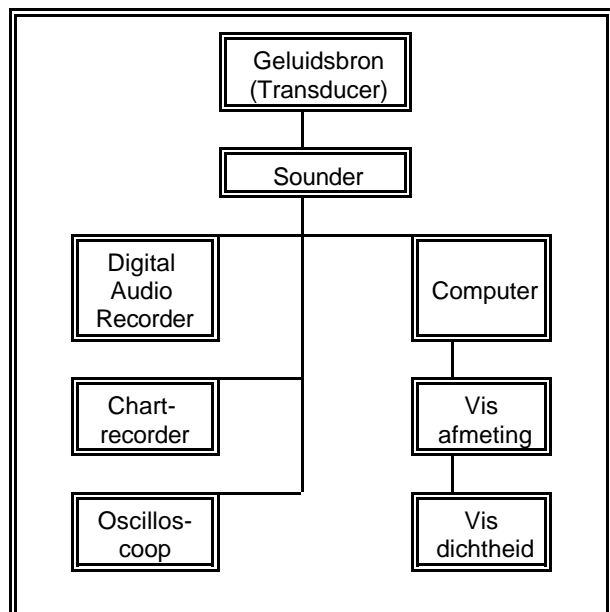 Geluidsbron
(Transducer)
Sounder
Digital
Audio
Recorder
Computer
Chart-
recorder
Vis
afmeting
Oscillos-
coop
Vis
dichtheid